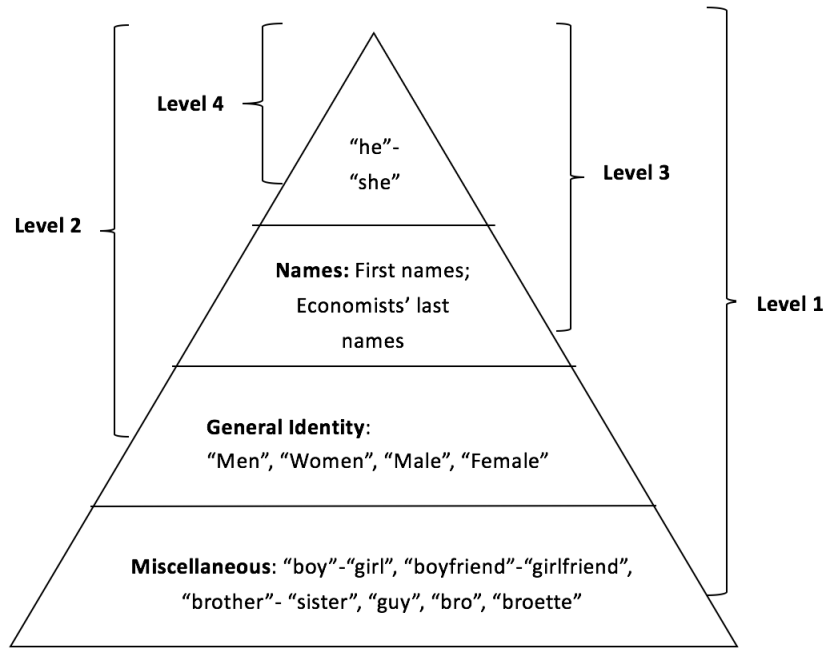 Level 4
“he”-
“she”
Level 3
Level 2
Names: First names;
Economists’ last
names
Level 1
General Identity:
“Men”, “Women”, “Male”, “Female”
Miscellaneous: “boy”-“girl”, “boyfriend”-“girlfriend”,
“brother”- “sister”, “guy”, “bro”, “broette”